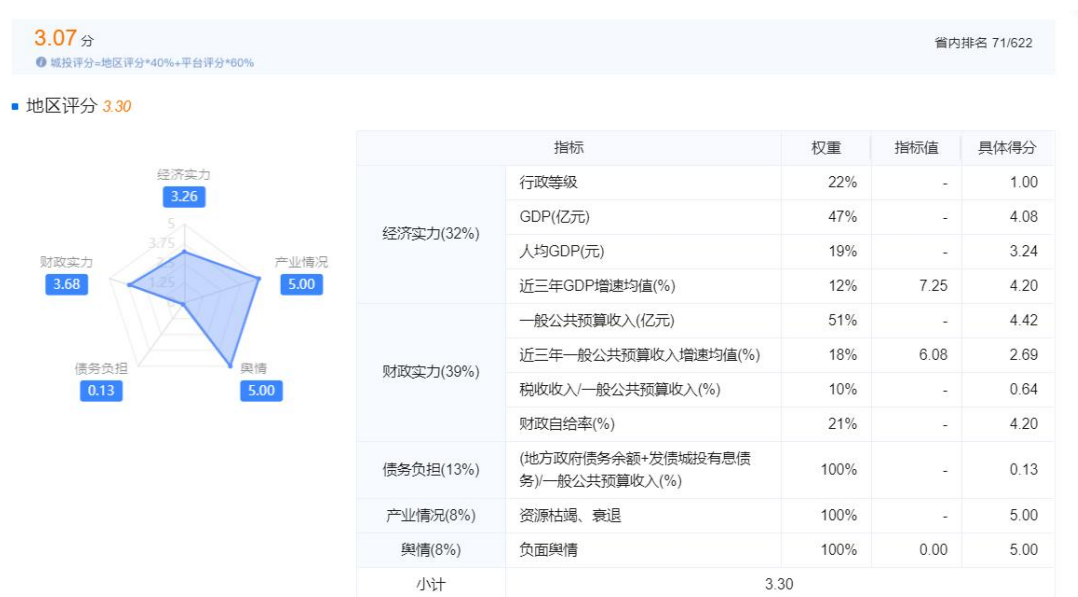 3.07 分
省内排名 71/622
城投评分=地区评分*40%+平台评分*60%
地区评分 3.30
经济实力
3.26
产业情况
5.00
舆情
5.00
债务负担
0.13
财政实力
3.68
5
3.75
2.5
1.25
0
指标 权重 指标值 具体得分
经济实力(32%)
行政等级 22% - 1.00
GDP(亿元) 47% - 4.08
人均GDP(元) 19% - 3.24
近三年GDP增速均值(%) 12% 7.25 4.20
财政实力(39%)
一般公共预算收入(亿元) 51% - 4.42
近三年一般公共预算收入增速均值(%) 18% 6.08 2.69
税收收入/一般公共预算收入(%) 10% - 0.64
财政自给率(%) 21% - 4.20
债务负担(13%)
(地方政府债务余额+发债城投有息债
务)/一般公共预算收入(%) 100% - 0.13
产业情况(8%) 资源枯竭、衰退 100% - 5.00
舆情(8%) 负面舆情 100% 0.00 5.00
小计 3.30